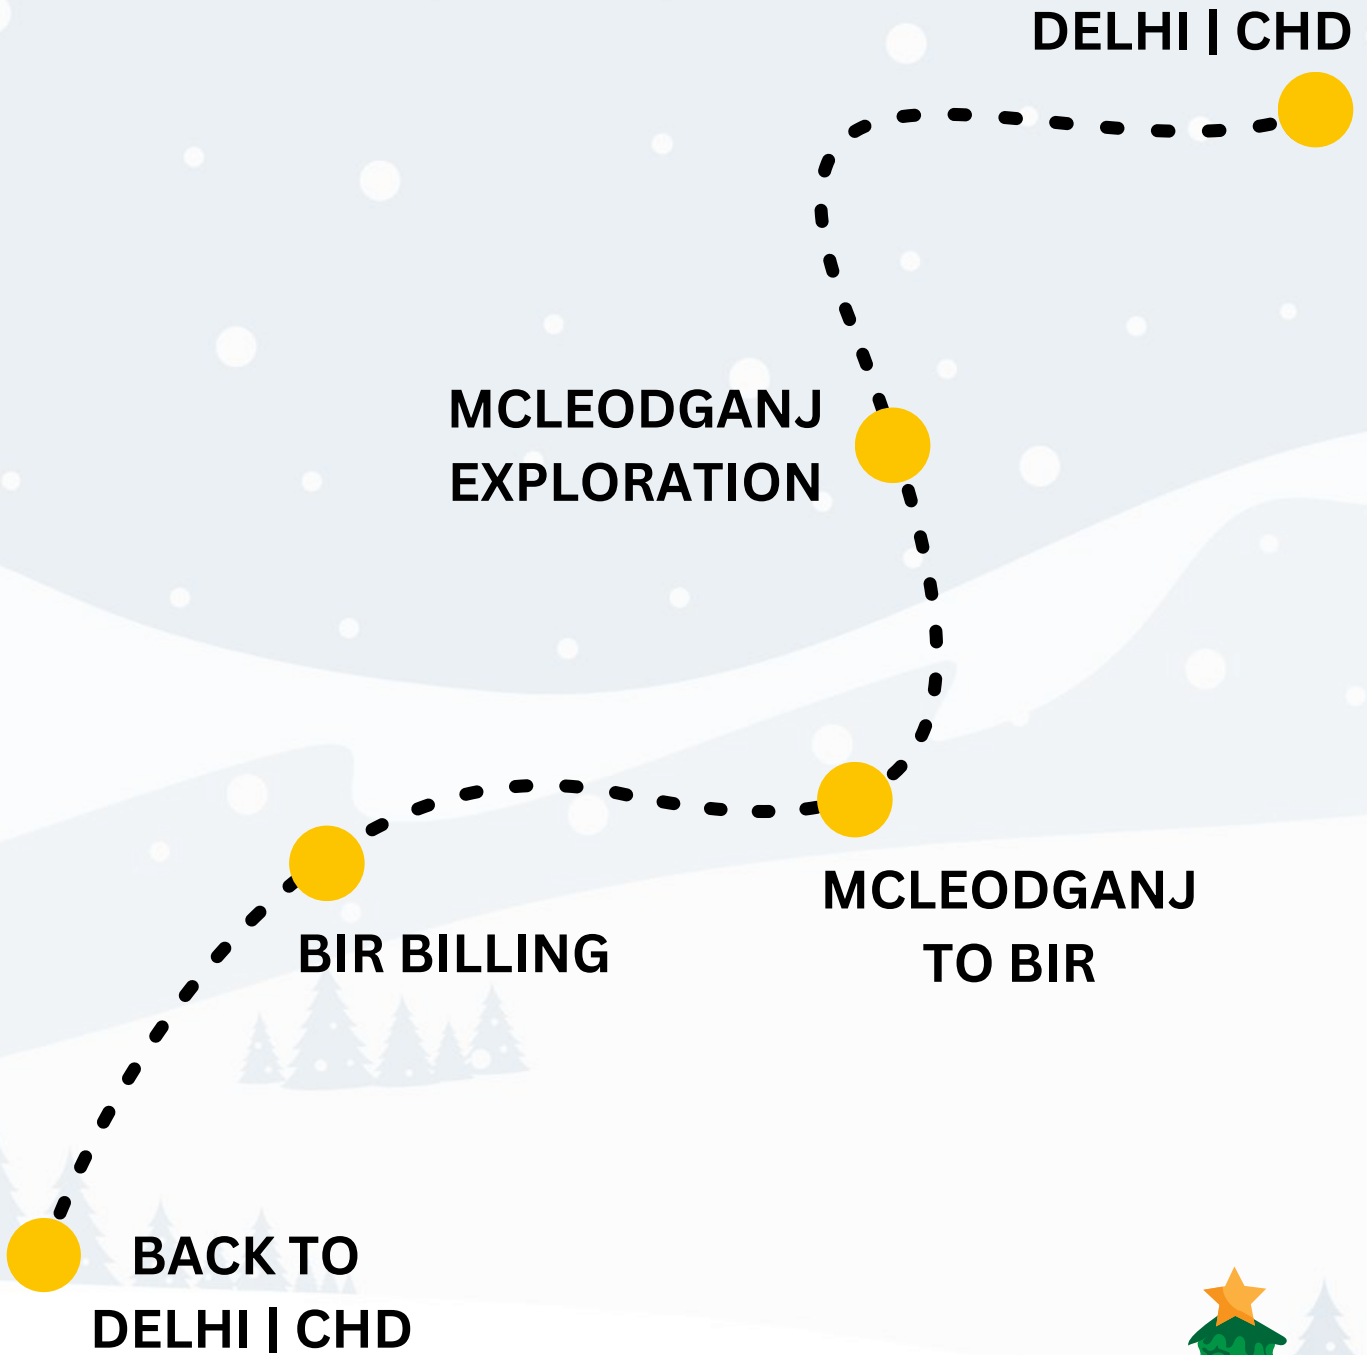 DELHI | CHD
MCLEODGANJ
EXPLORATION
MCLEODGANJ
TO BIR
BIR BILLING
BACK TO
DELHI | CHD